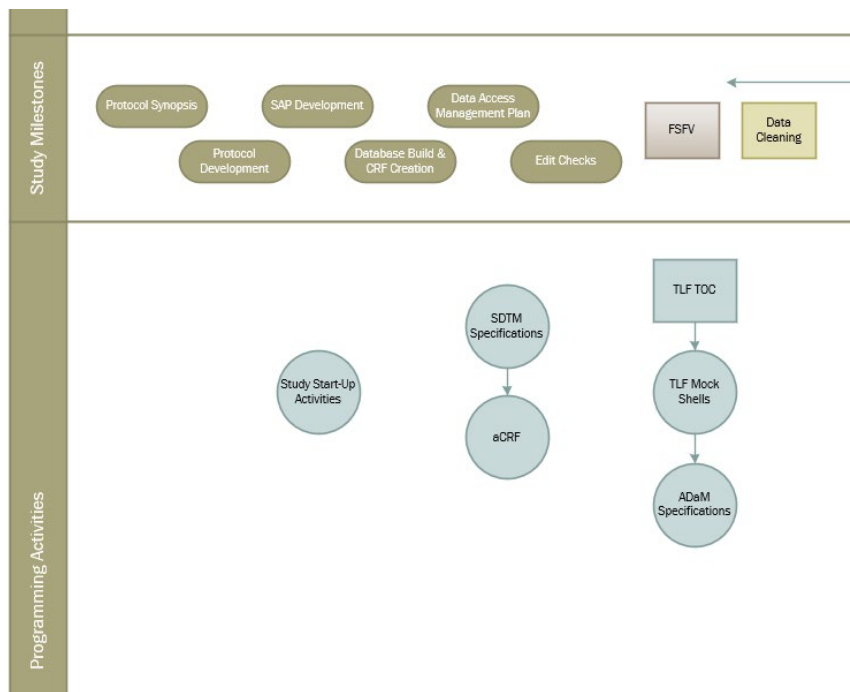 Study Milestones
Protocol Synopsis
SAP Development
Data Access
Management Plan
Protocol
Development
Database Build &
CRF Creation
Edit Checks
FSFV
Data
Cleaning
Programming Activities
Study Start-Up
Activities
SDTM
Specifications
aCRF
TLF TOC
TLF Mock
Shells
ADaM
Specifications